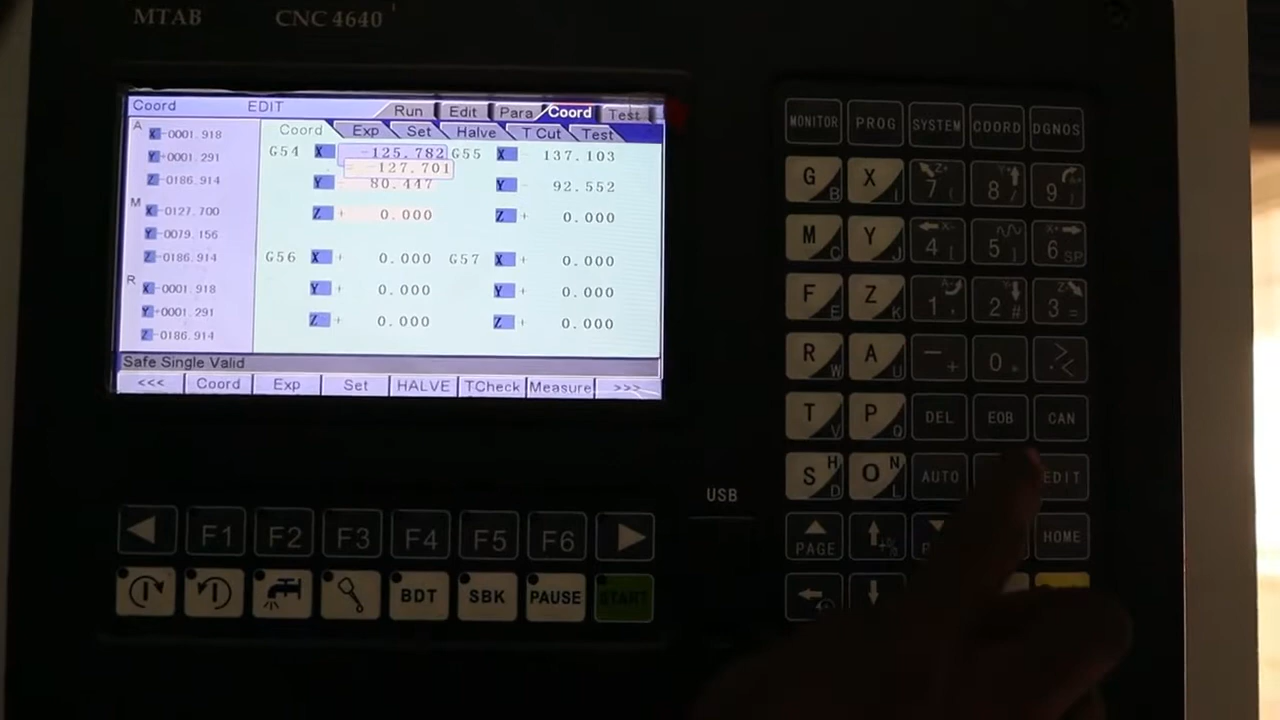 MTAB CNC 4640
Coord EDIT Run Edit Para Coord Test
Coord Exp Set Halve T Cut Test
A X-0001.918
Y+0001.291
Z-0186.914
M X-0127.700
Y-0079.156
Z-0186.914
R X-0001.918
Y+0001.291
Z-0186.914
G54 X -125.782 G55 X - 137.103
-127.701
Y - 80.447 Y - 92.552
Z + 0.000 Z + 0.000
G56 X + 0.000 G57 X + 0.000
Y + 0.000 Y + 0.000
Z + 0.000 Z + 0.000
Safe Single Valid
<<< Coord Exp Set HALVE TCheck Measure >>>
MONITOR PROG SYSTEM COORD DGNOS
G B X I 7 Z+ 8 / Y+ 9
M C Y J 4 [ X- 5 ] 6 SP X+
F E Z K 1 2 # 3 = Z-
R W A U - + 0
T V P Q DEL EOB CAN
S H D O N L AUTO EDIT
PAGE HOME
USB
F1 F2 F3 F4 F5 F6
BDT SBK PAUSE START